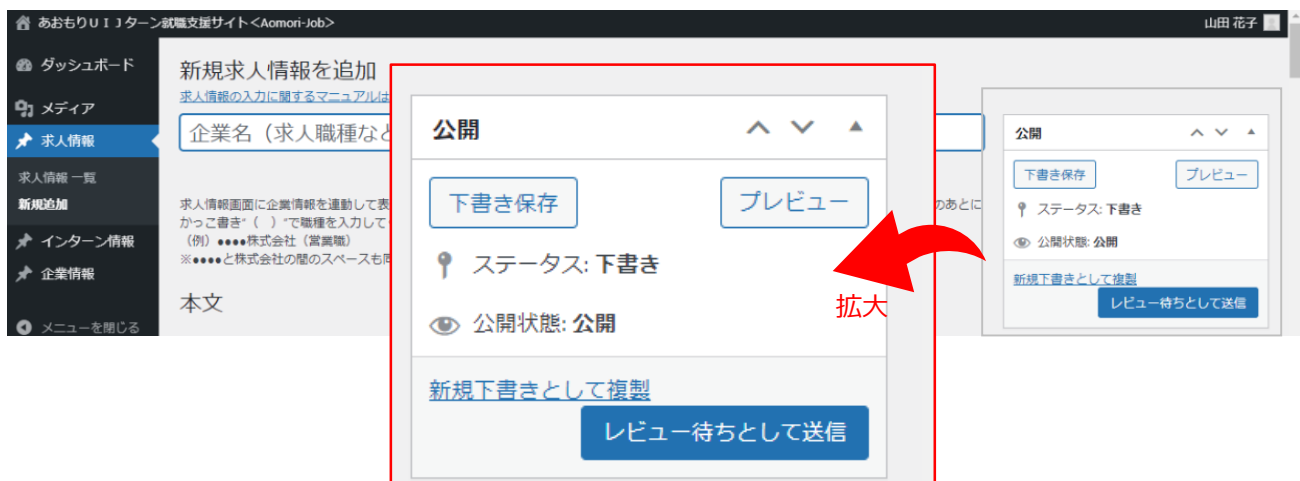 あおもりUIJターン就職支援サイト<Aomori-Job>
山田 花子
ダッシュボード
メディア
求人情報
求人情報 一覧
新規追加
インターン情報
企業情報
メニューを閉じる
新規求人情報を追加
求人情報の入力に関するマニュアルは
企業名（求人職種など
求人情報画面に企業情報を連動して表
のあとに
かっこ書き“（　）”で職種を入力して
（例）●●●●株式会社（営業職）
※●●●●と株式会社の間のスペースも同
本文
公開
下書き保存
プレビュー
ステータス: 下書き
公開状態: 公開
新規下書きとして複製
レビュー待ちとして送信
拡大
公開
下書き保存
プレビュー
ステータス: 下書き
公開状態: 公開
新規下書きとして複製
レビュー待ちとして送信